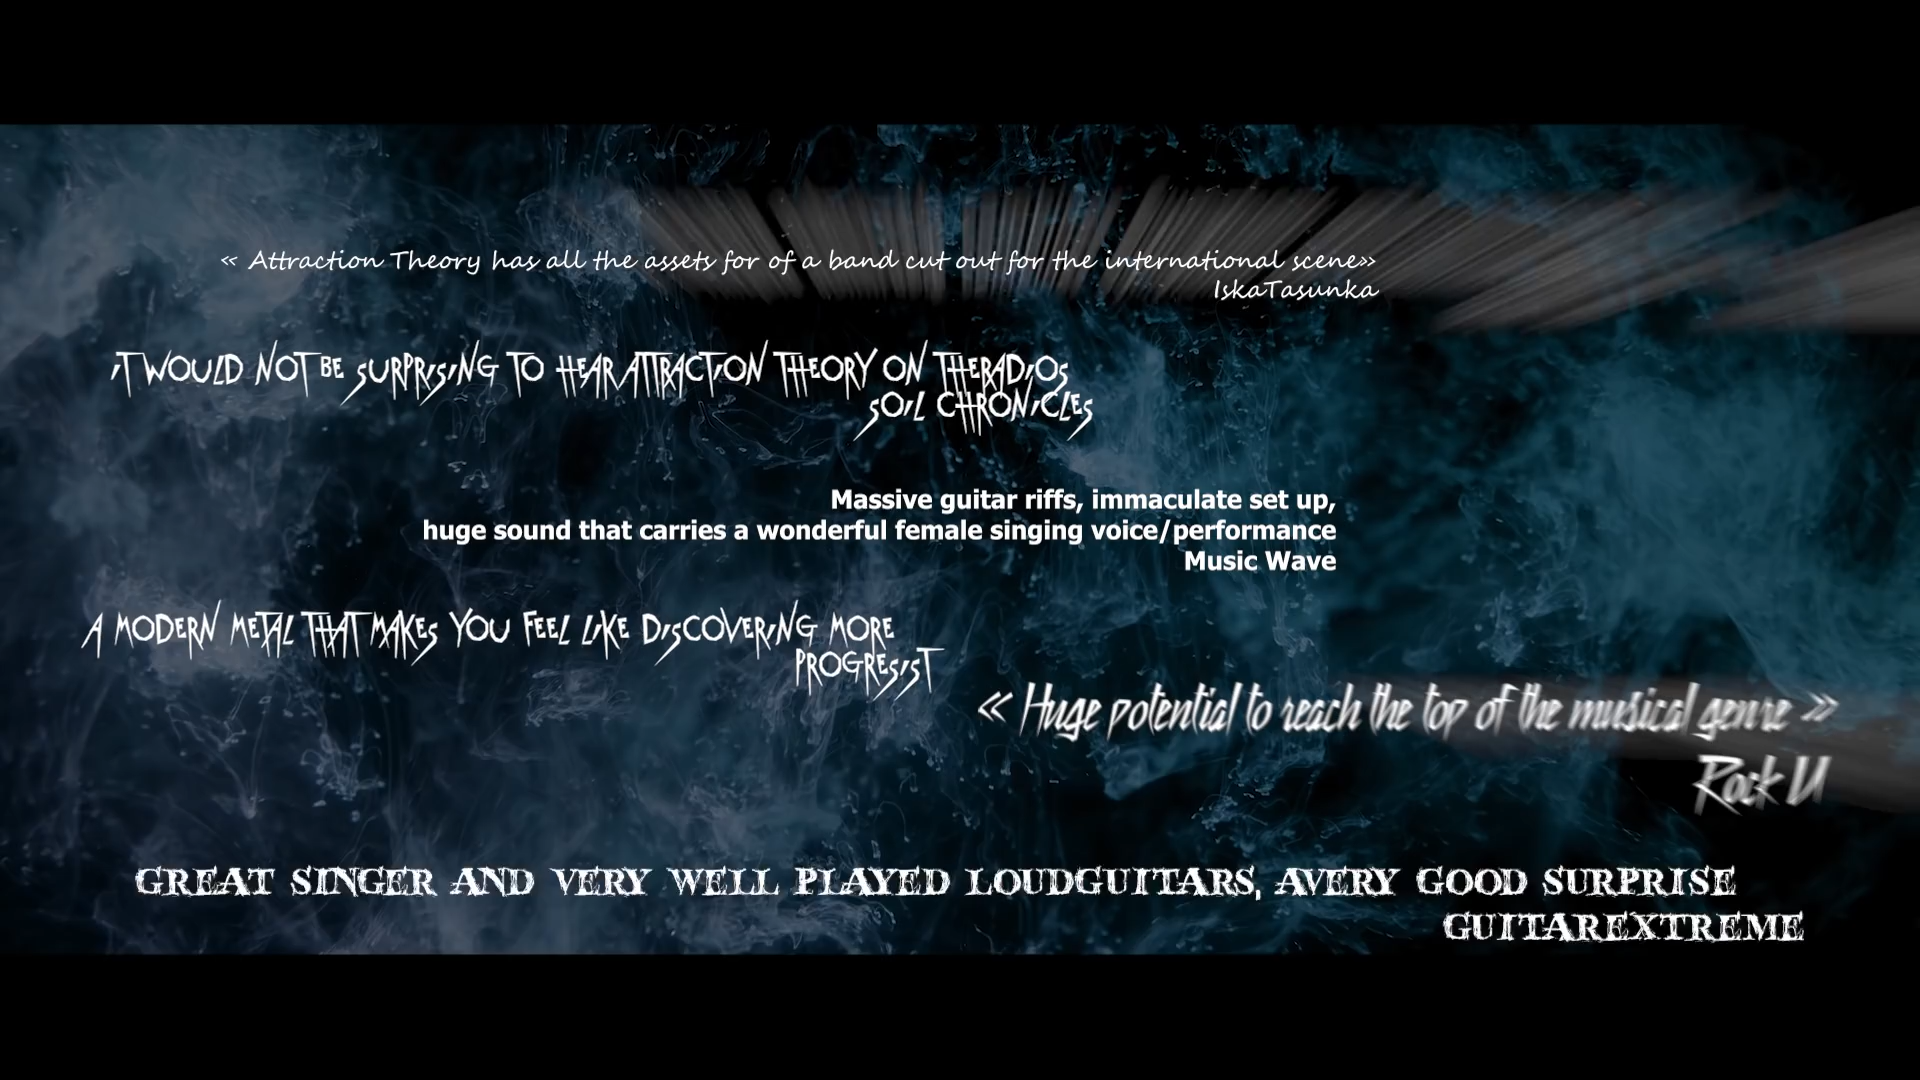 « Attraction Theory has all the assets for of a band cut out for the international scene»
IskaTasunka
IT WOULD NOT BE SURPRISING TO HEAR ATTRACTION THEORY ON THERADIOS
SOIL CHRONICLES
Massive guitar riffs, immaculate set up,
huge sound that carries a wonderful female singing voice/performance
Music Wave
A MODERN METAL THAT MAKES YOU FEEL LIKE DISCOVERING MORE
PROGRESIST
« Huge potential to reach the top of the musical genre »
Rock U
GREAT SINGER AND VERY WELL PLAYED LOUDGUITARS, AVERY GOOD SURPRISE
GUITAREXTREME